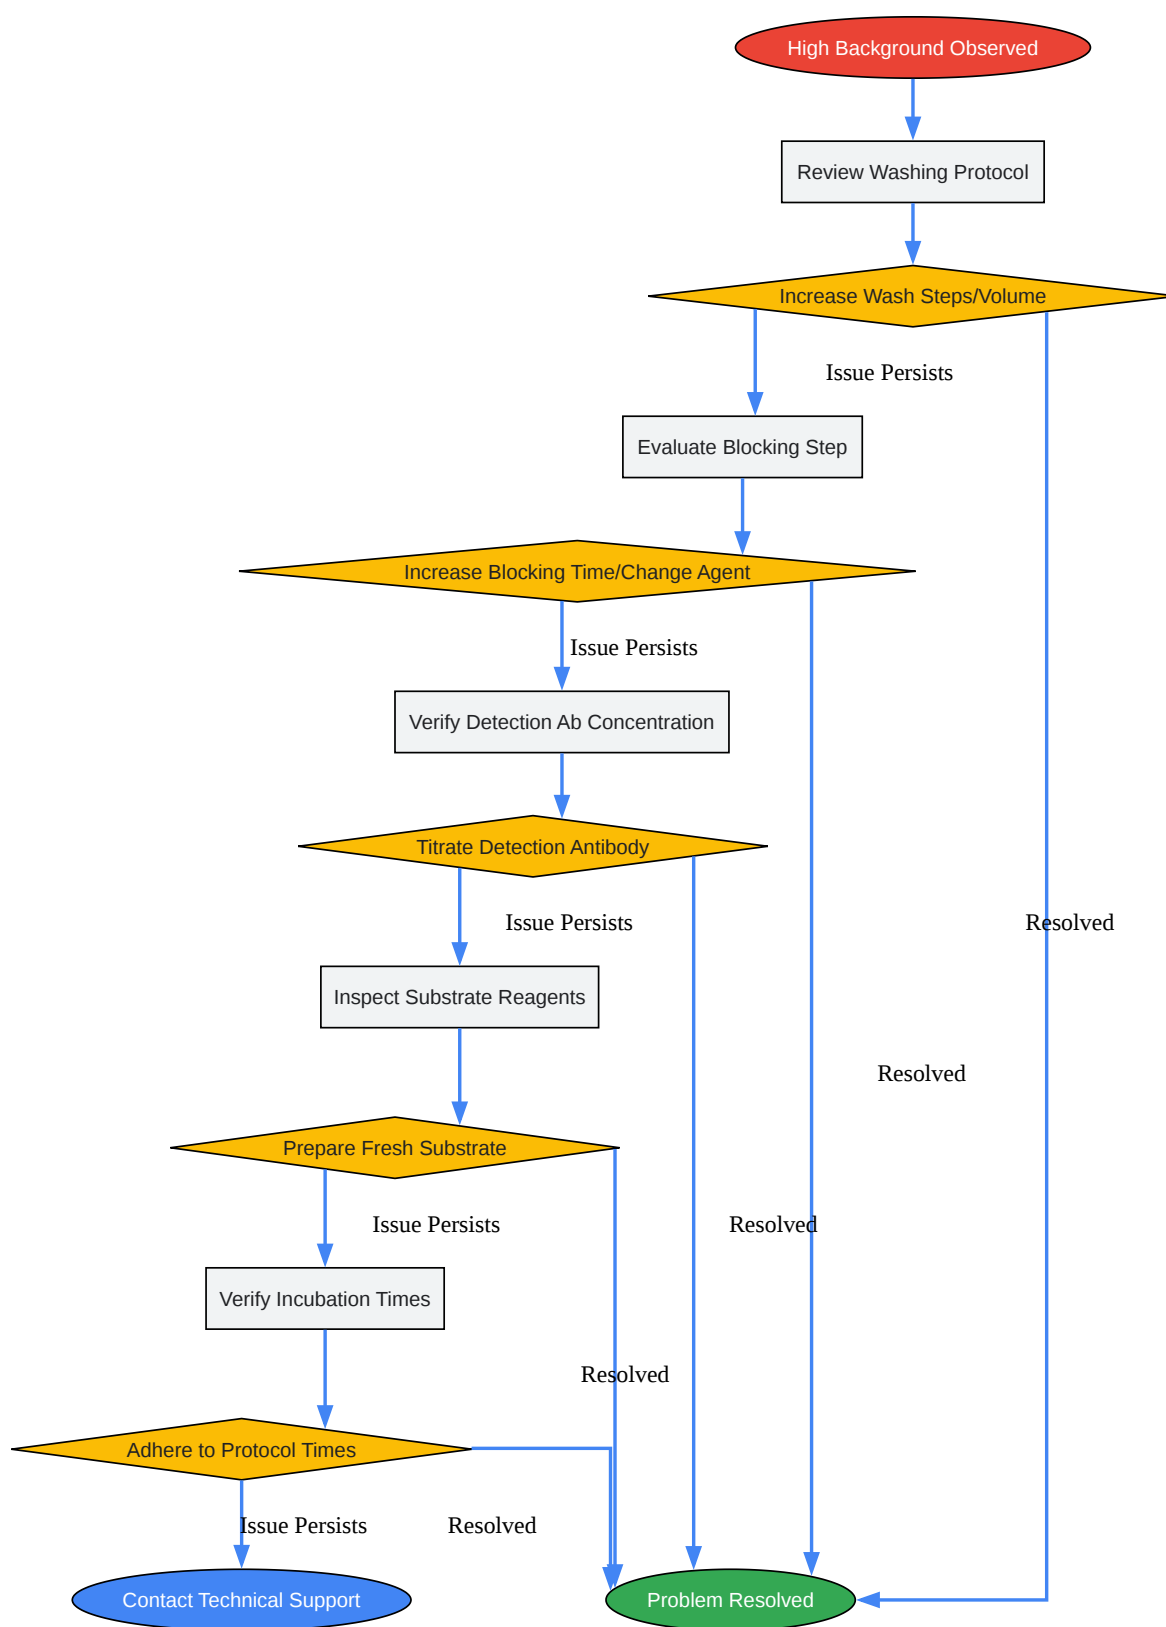 High Background Observed
Review Washing Protocol
Increase Wash Steps/Volume
Issue Persists
Evaluate Blocking Step
Increase Blocking Time/Change Agent
Issue Persists
Verify Detection Ab Concentration
Titrate Detection Antibody
Issue Persists
Resolved
Inspect Substrate Reagents
Resolved
Prepare Fresh Substrate
Issue Persists
Resolved
Verify Incubation Times
Resolved
Adhere to Protocol Times
Issue Persists
Resolved
Contact Technical Support
Problem Resolved